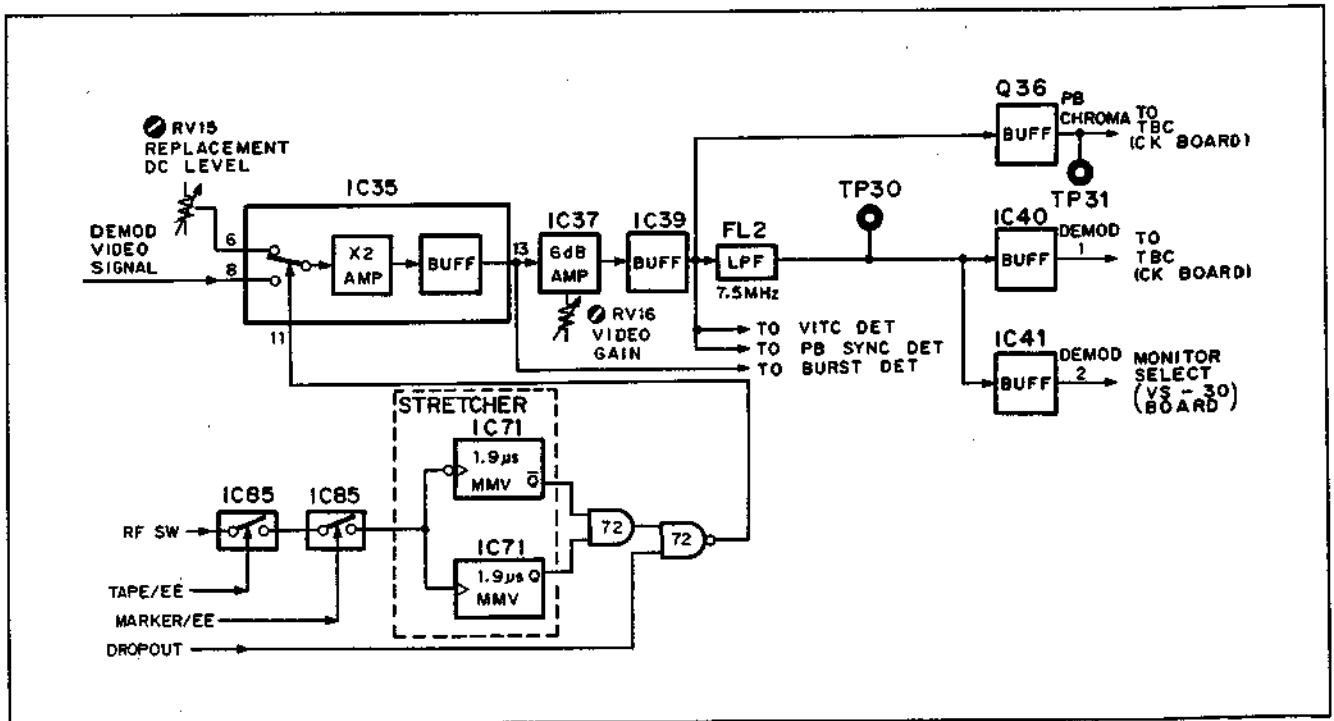 RV15
REPLACEMENT
DC LEVEL
DEMOD
VIDEO
SIGNAL
6
8
IC35
X2
AMP
BUFF
11
13
IC37
6dB
AMP
RV16
VIDEO
GAIN
IC39
BUFF
FL2
LPF
7.5MHz
TP30
Q36
BUFF
PB
CHROMA
TO
TBC
(CK BOARD)
TP31
IC40
BUFF
DEMOD
1
TO
TBC
(CK BOARD)
IC41
BUFF
DEMOD
2
MONITOR
SELECT
(VS-30)
BOARD
TO VITC DET
TO PB SYNC DET
TO BURST DET
STRETCHER
IC71
1.9µs
MMV
Q̅
IC71
1.9µs Q
MMV
72
72
IC85
IC85
RF SW
TAPE/EE
MARKER/EE
DROPOUT